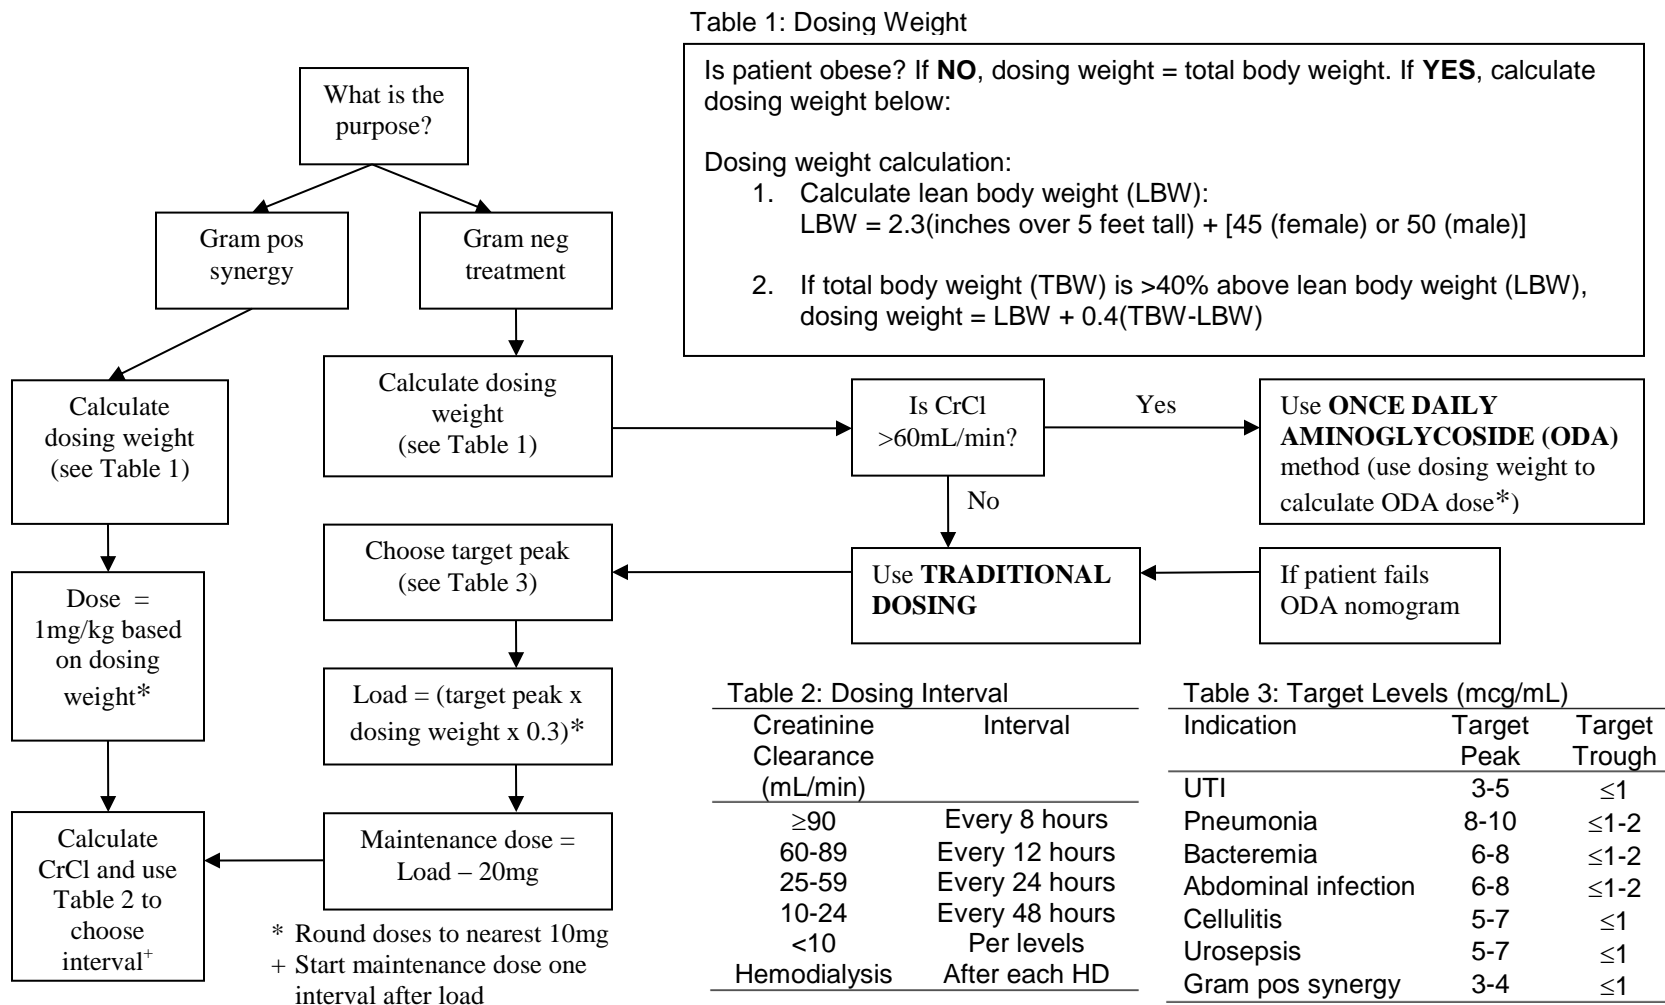 Table 1: Dosing Weight
Is patient obese? If NO, dosing weight = total body weight. If YES, calculate
dosing weight below:
Dosing weight calculation:
1. Calculate lean body weight (LBW):
LBW = 2.3(inches over 5 feet tall) + [45 (female) or 50 (male)]
2. If total body weight (TBW) is >40% above lean body weight (LBW),
dosing weight = LBW + 0.4(TBW-LBW)
What is the
purpose?
Gram pos
synergy
Gram neg
treatment
Calculate
dosing weight
(see Table 1)
Calculate dosing
weight
(see Table 1)
Is CrCl
>60mL/min?
Yes
Use ONCE DAILY
AMINOGLYCOSIDE (ODA)
method (use dosing weight to
calculate ODA dose*)
No
Choose target peak
(see Table 3)
Use TRADITIONAL
DOSING
If patient fails
ODA nomogram
Dose =
1mg/kg based
on dosing
weight*
Load = (target peak x
dosing weight x 0.3)*
Calculate
CrCl and use
Table 2 to
choose
interval+
Maintenance dose =
Load – 20mg
* Round doses to nearest 10mg
+ Start maintenance dose one
interval after load
Table 2: Dosing Interval
Creatinine Interval
Clearance
(mL/min)
≥90 Every 8 hours
60-89 Every 12 hours
25-59 Every 24 hours
10-24 Every 48 hours
<10 Per levels
Hemodialysis After each HD
Table 3: Target Levels (mcg/mL)
Indication Target Target
Peak Trough
UTI 3-5 ≤1
Pneumonia 8-10 ≤1-2
Bacteremia 6-8 ≤1-2
Abdominal infection 6-8 ≤1-2
Cellulitis 5-7 ≤1
Urosepsis 5-7 ≤1
Gram pos synergy 3-4 ≤1